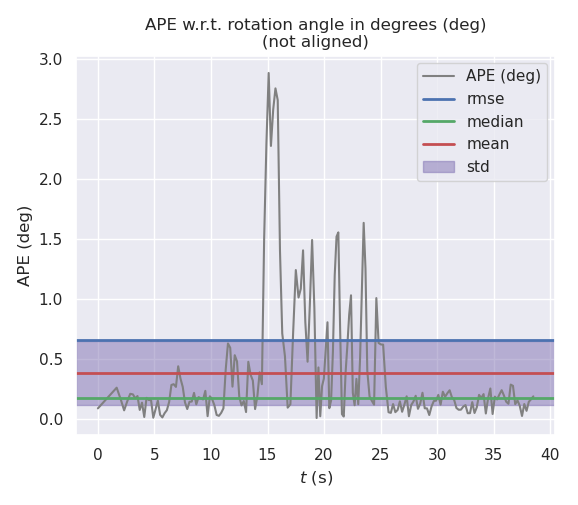 APE w.r.t. rotation angle in degrees (deg)
(not aligned)
APE (deg)
3.0
2.5
2.0
1.5
1.0
0.5
0.0
APE (deg)
rmse
median
mean
std
0 5 10 15 20 25 30 35 40
t (s)